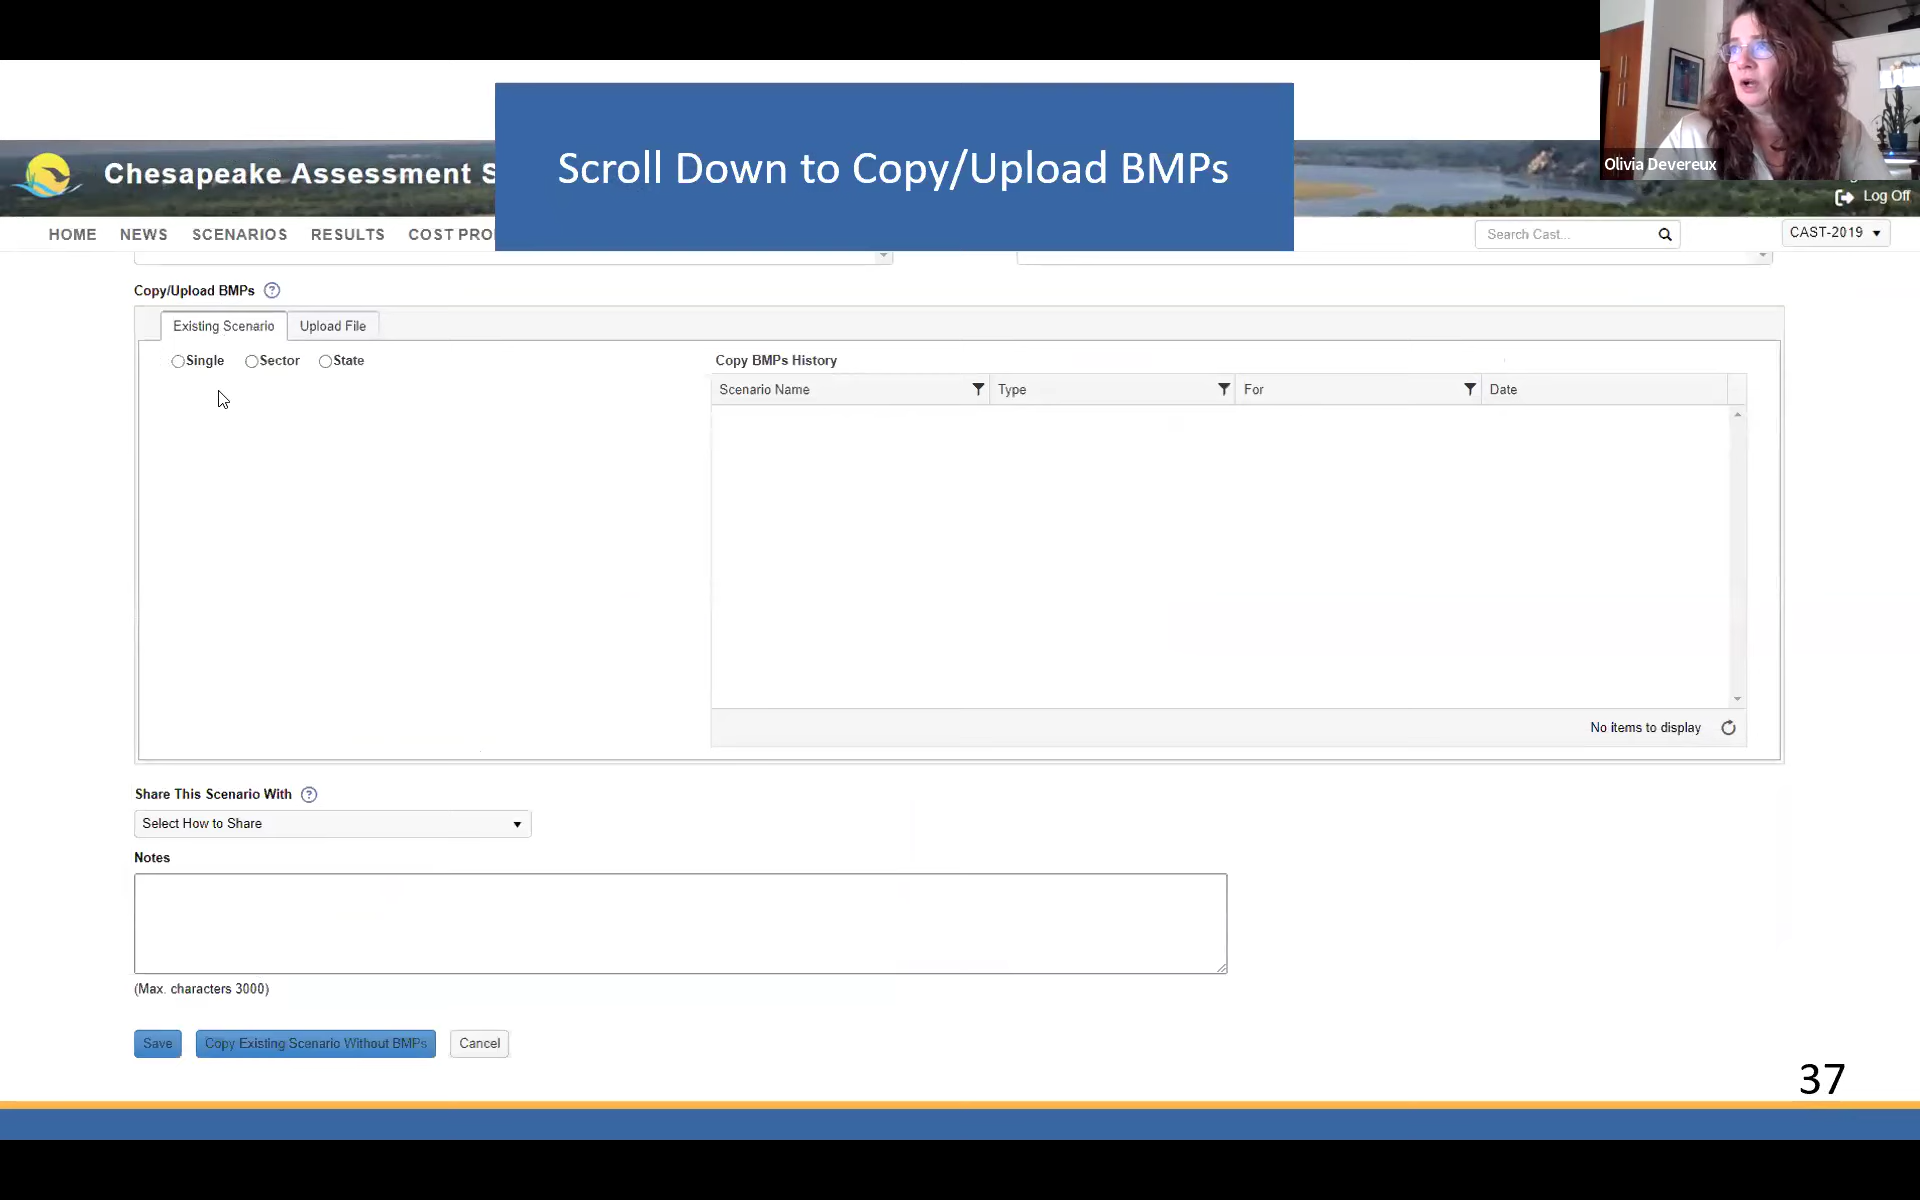 Scroll Down to Copy/Upload BMPs
Olivia Devereux
Chesapeake Assessment S
Log Off
HOME NEWS SCENARIOS RESULTS COST PRO
Search Cast...
CAST-2019
Copy/Upload BMPs ?
Existing Scenario Upload File
Single Sector State
Copy BMPs History
Scenario Name Type For Date
No items to display
Share This Scenario With ?
Select How to Share
Notes
(Max. characters 3000)
Save Copy Existing Scenario Without BMPs Cancel
37